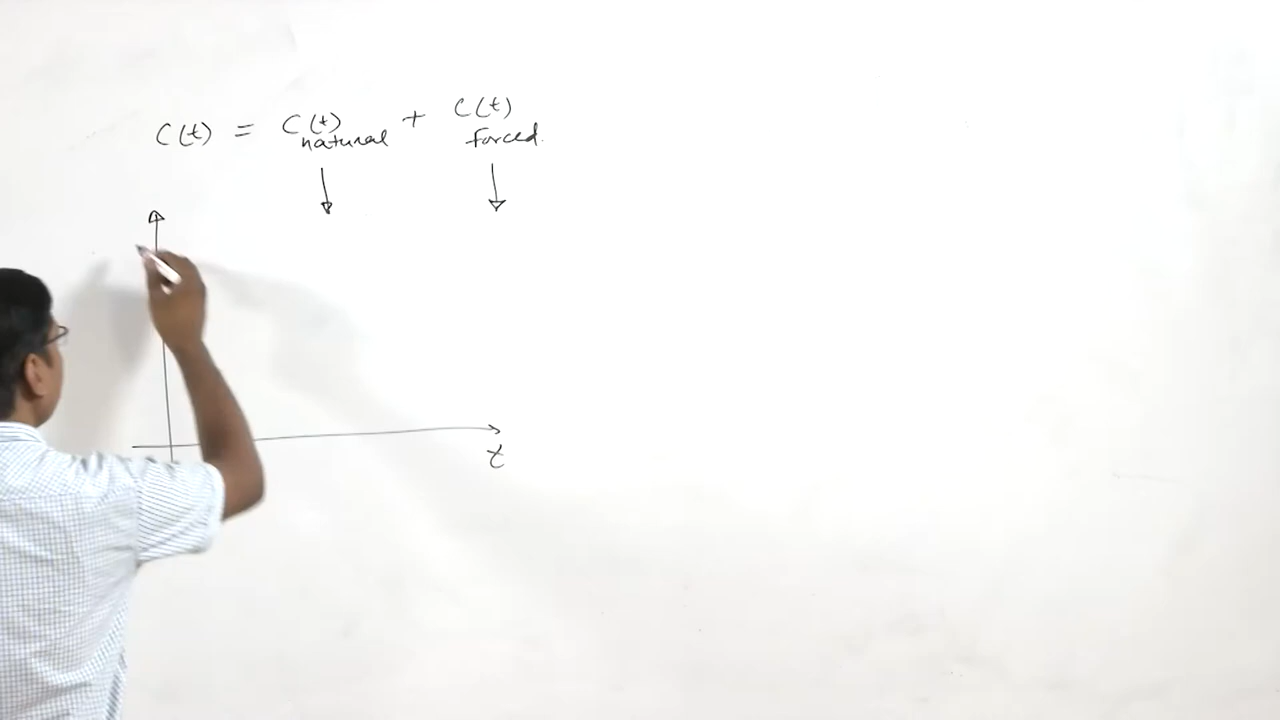 C(t) = C(t) natural + C(t) forced.
t